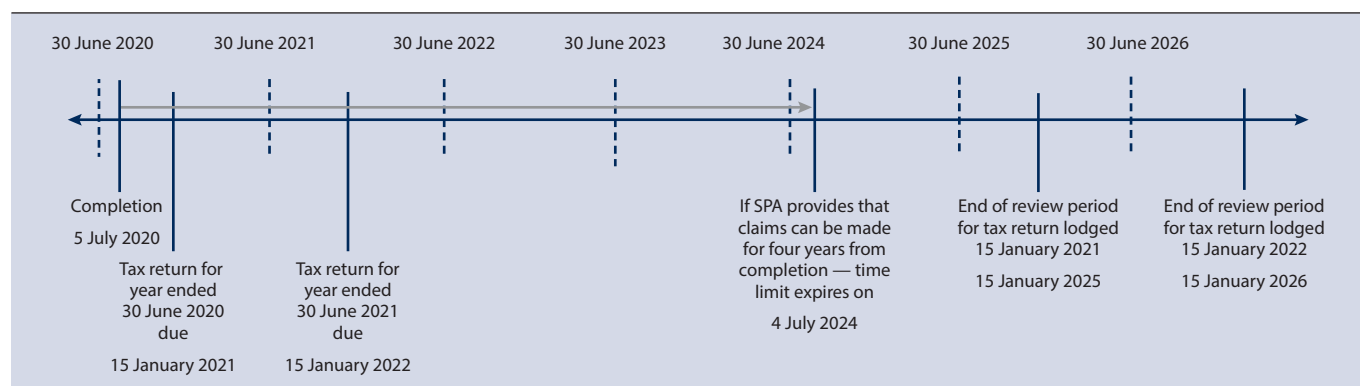 30 June 2020
30 June 2021
30 June 2022
30 June 2023
30 June 2024
30 June 2025
30 June 2026
Completion
5 July 2020
Tax return for
year ended
30 June 2020
due
15 January 2021
Tax return for
year ended
30 June 2021
due
15 January 2022
If SPA provides that
claims can be made
for four years from
completion — time
limit expires on
4 July 2024
End of review period
for tax return lodged
15 January 2021
15 January 2025
End of review period
for tax return lodged
15 January 2022
15 January 2026